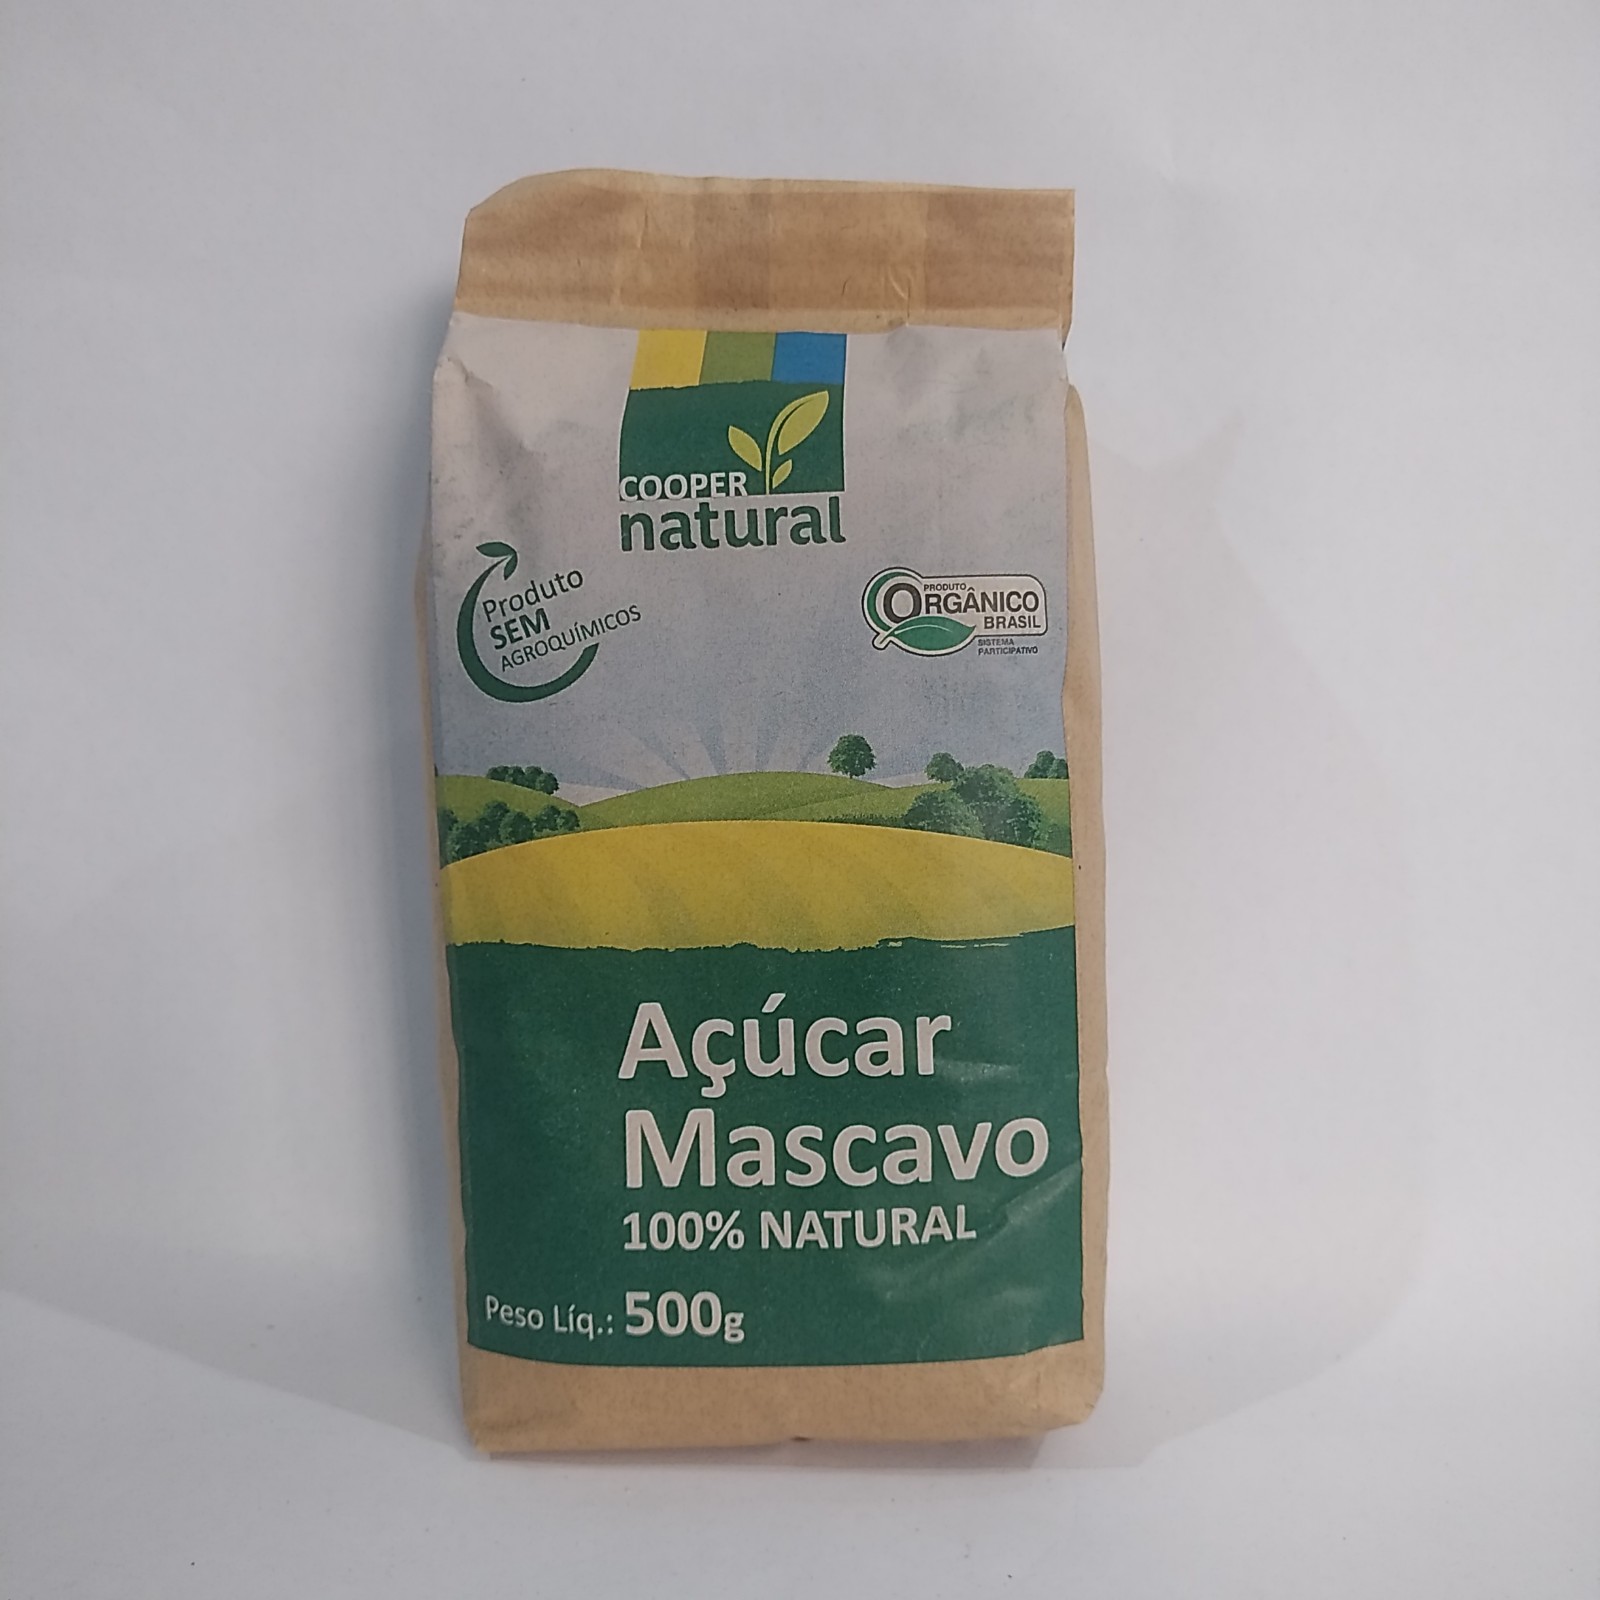 COOPER
natural
Produto
SEM
AGROQUÍMICOS
PRODUTO
ORGÂNICO
BRASIL
SISTEMA
PARTICIPATIVO
Açúcar
Mascavo
100% NATURAL
Peso Líq.: 500g